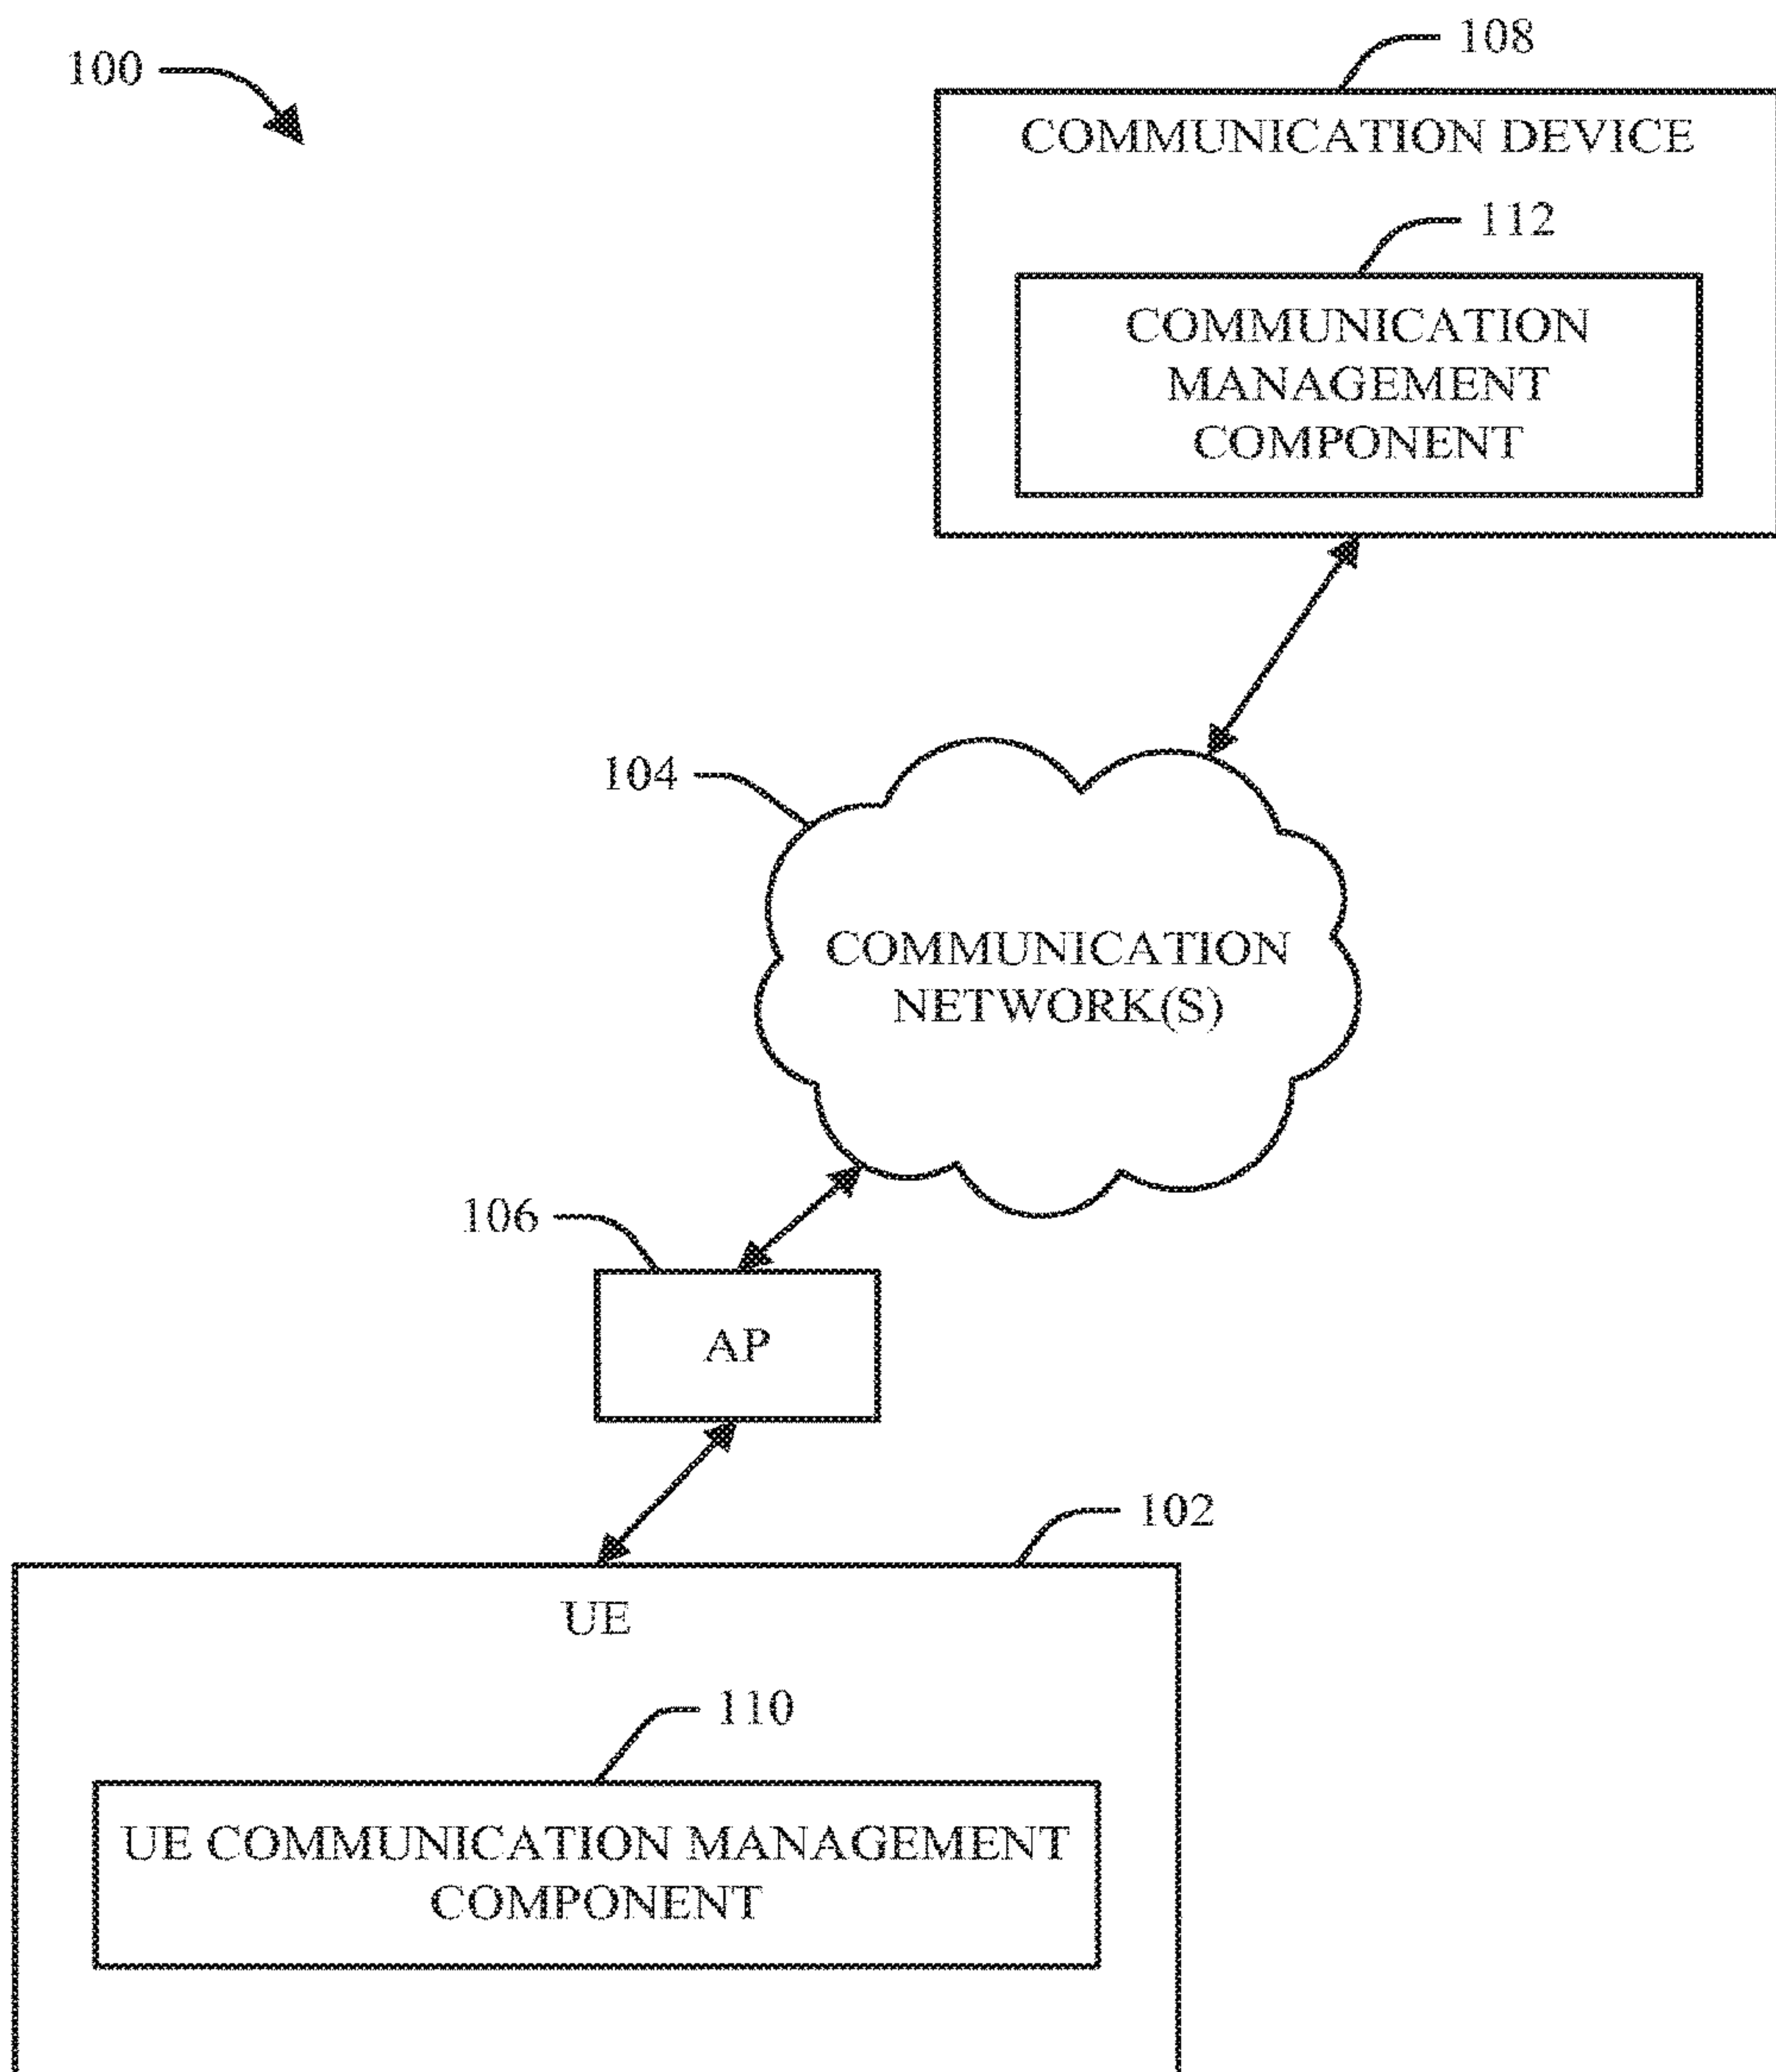 100
108
COMMUNICATION DEVICE
112
COMMUNICATION
MANAGEMENT
COMPONENT
104
COMMUNICATION
NETWORK(S)
106
AP
102
UE
110
UE COMMUNICATION MANAGEMENT
COMPONENT